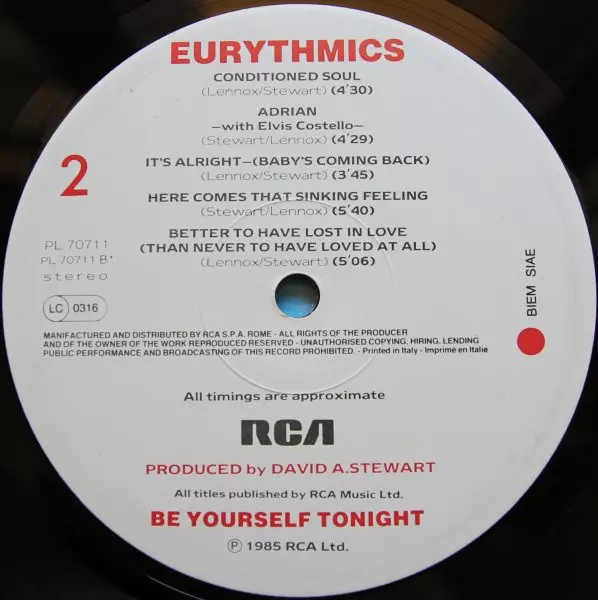 EURYTHMICS
CONDITIONED SOUL
(Lennox/Stewart) (4'30)
ADRIAN
—with Elvis Costello—
(Stewart/Lennox) (4'29)
IT'S ALRIGHT—(BABY'S COMING BACK)
(Lennox/Stewart) (3'45)
2
HERE COMES THAT SINKING FEELING
(Stewart/Lennox) (5'40)
BETTER TO HAVE LOST IN LOVE
(THAN NEVER TO HAVE LOVED AT ALL)
(Lennox/Stewart) (5'06)
PL 70711
PL 70711 B*
stereo
LC 0316
BIEM SIAE
MANIFACTURED AND DISTRIBUTED BY RCA S.P.A. ROME - ALL RIGHTS OF THE PRODUCER
AND OF THE OWNER OF THE WORK REPRODUCED RESERVED - UNAUTHORISED COPYING, HIRING, LENDING
PUBLIC PERFORMANCE AND BROADCASTING OF THIS RECORD PROHIBITED. - Printed in Italy - Imprime en Italie
All timings are approximate
RCA
PRODUCED by DAVID A.STEWART
All titles published by RCA Music Ltd.
BE YOURSELF TONIGHT
Ⓟ 1985 RCA Ltd.